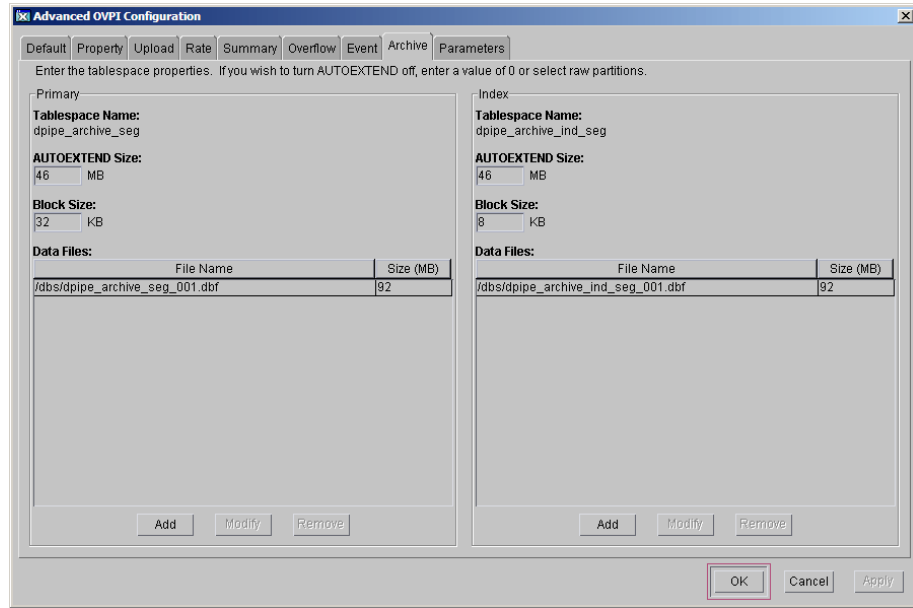 Advanced OVPI Configuration
Default Property Upload Rate Summary Overflow Event Archive Parameters
Enter the tablespace properties. If you wish to turn AUTOEXTEND off, enter a value of 0 or select raw partitions.
Primary
Tablespace Name:
dpipe_archive_seg
AUTOEXTEND Size:
46 MB
Block Size:
32 KB
Data Files:
File Name Size (MB)
/dbs/dpipe_archive_seg_001.dbf 92
Add Modify Remove
Index
Tablespace Name:
dpipe_archive_ind_seg
AUTOEXTEND Size:
46 MB
Block Size:
8 KB
Data Files:
File Name Size (MB)
/dbs/dpipe_archive_ind_seg_001.dbf 92
Add Modify Remove
OK Cancel Apply